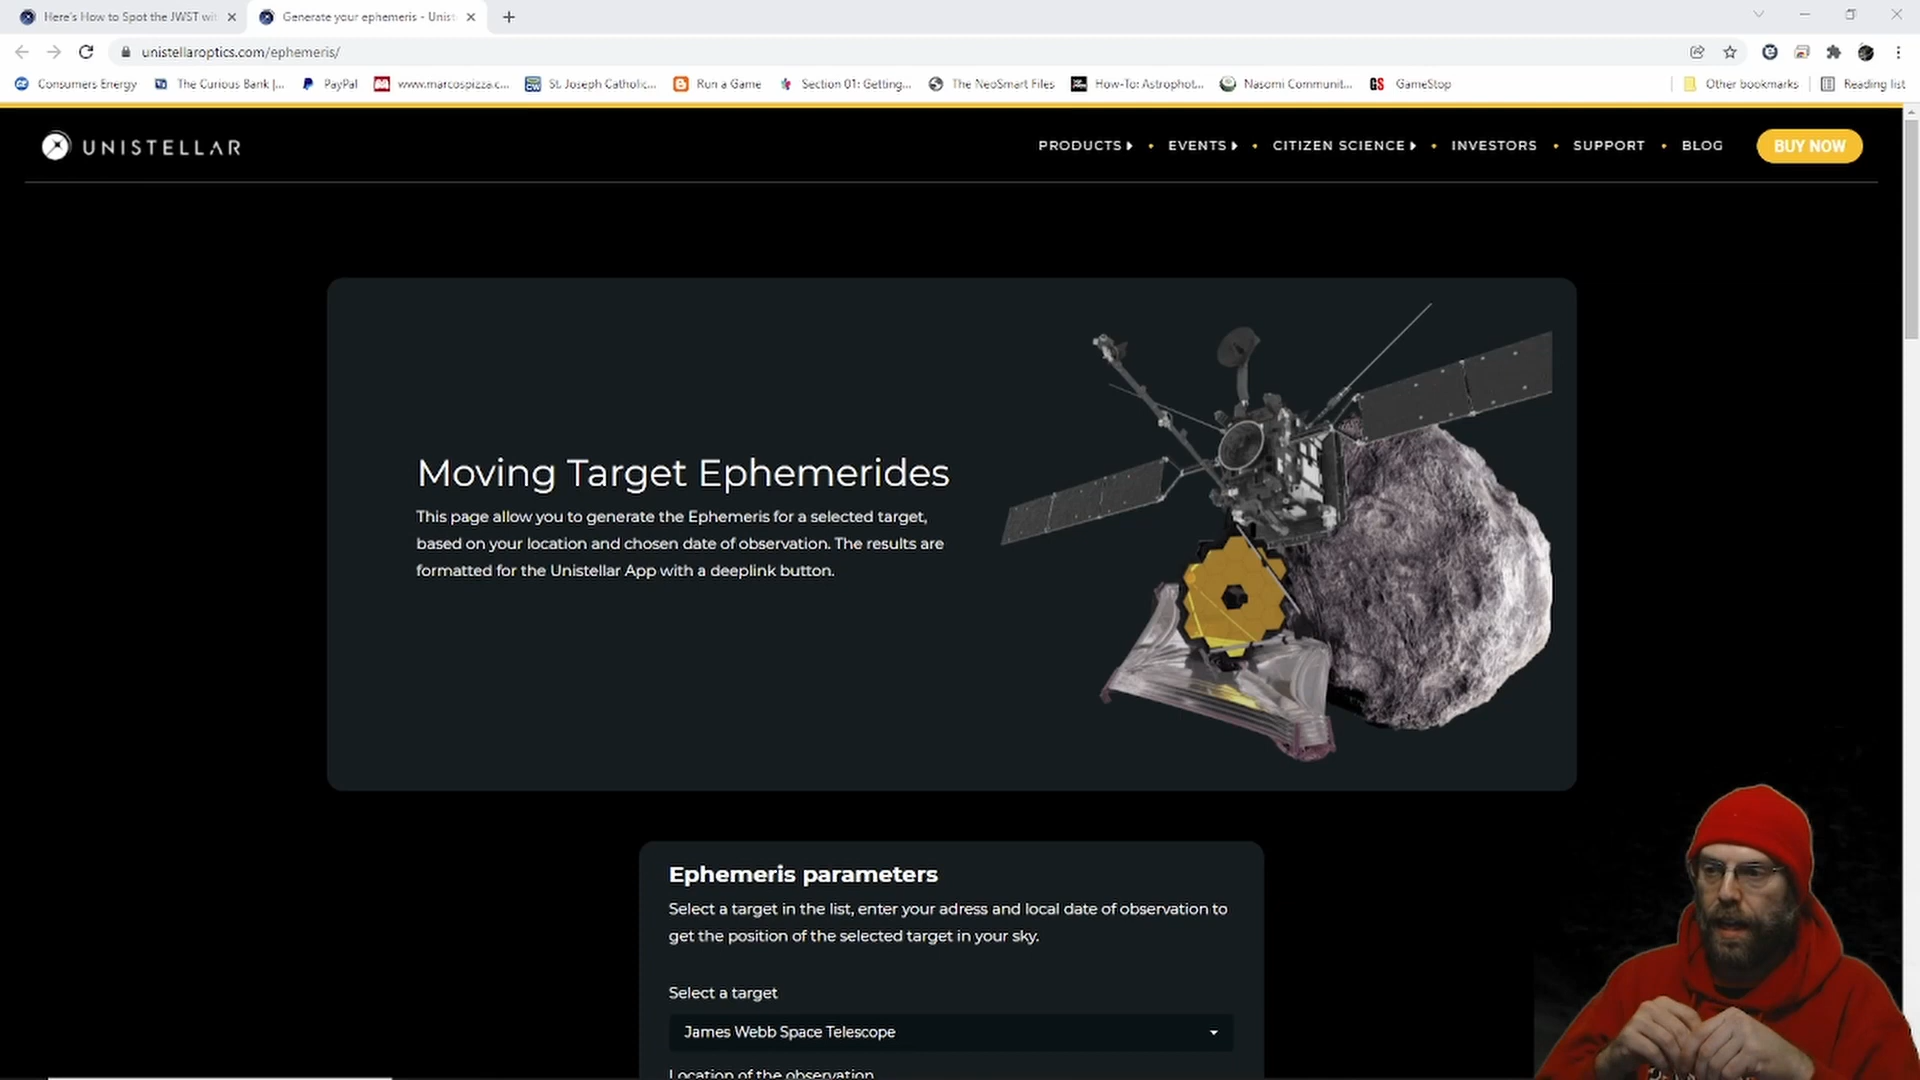 Here's How to Spot the JWST wit
Generate your ephemeris - Unist
unistellaroptics.com/ephemeris/
Consumers Energy
The Curious Bank |...
PayPal
www.marcospizza.c...
St. Joseph Catholic...
Run a Game
Section 01: Getting...
The NeoSmart Files
How-To: Astrophot...
Nasomi Communit...
GS
GameStop
Other bookmarks
Reading list
UNISTELLAR
PRODUCTS
EVENTS
CITIZEN SCIENCE
INVESTORS
SUPPORT
BLOG
BUY NOW
Moving Target Ephemerides
This page allow you to generate the Ephemeris for a selected target,
based on your location and chosen date of observation. The results are
formatted for the Unistellar App with a deeplink button.
Ephemeris parameters
Select a target in the list, enter your adress and local date of observation to
get the position of the selected target in your sky.
Select a target
James Webb Space Telescope
Location of the observation